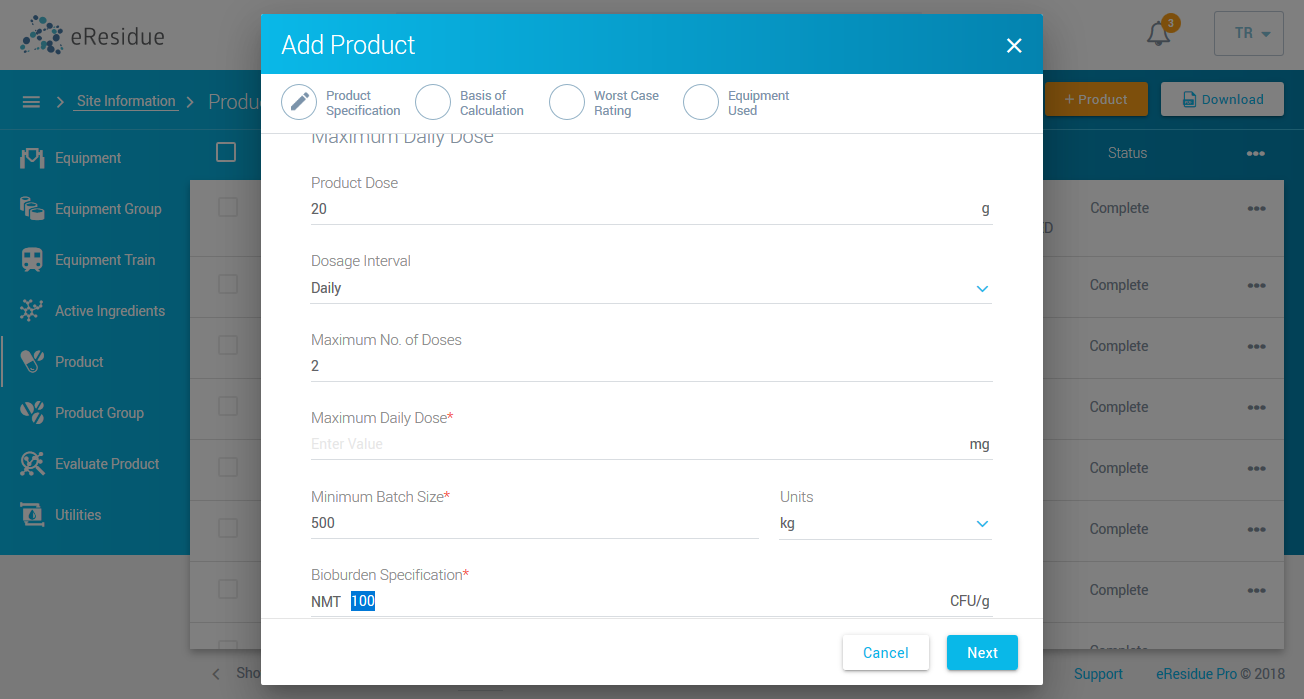 eResidue
3
TR
Site Information
Produ
+ Product
Download
Equipment
Equipment Group
Equipment Train
Active Ingredients
Product
Product Group
Evaluate Product
Utilities
Add Product
Product
Specification
Basis of
Calculation
Worst Case
Rating
Equipment
Used
Maximum Daily Dose
Product Dose
20 g
Dosage Interval
Daily
Maximum No. of Doses
2
Maximum Daily Dose*
Enter Value mg
Minimum Batch Size* Units
500 kg
Bioburden Specification*
NMT 100 CFU/g
Cancel Next
Status
Complete
D
Complete
Complete
Complete
Complete
Complete
Complete
Complete
Sho
Support eResidue Pro © 2018